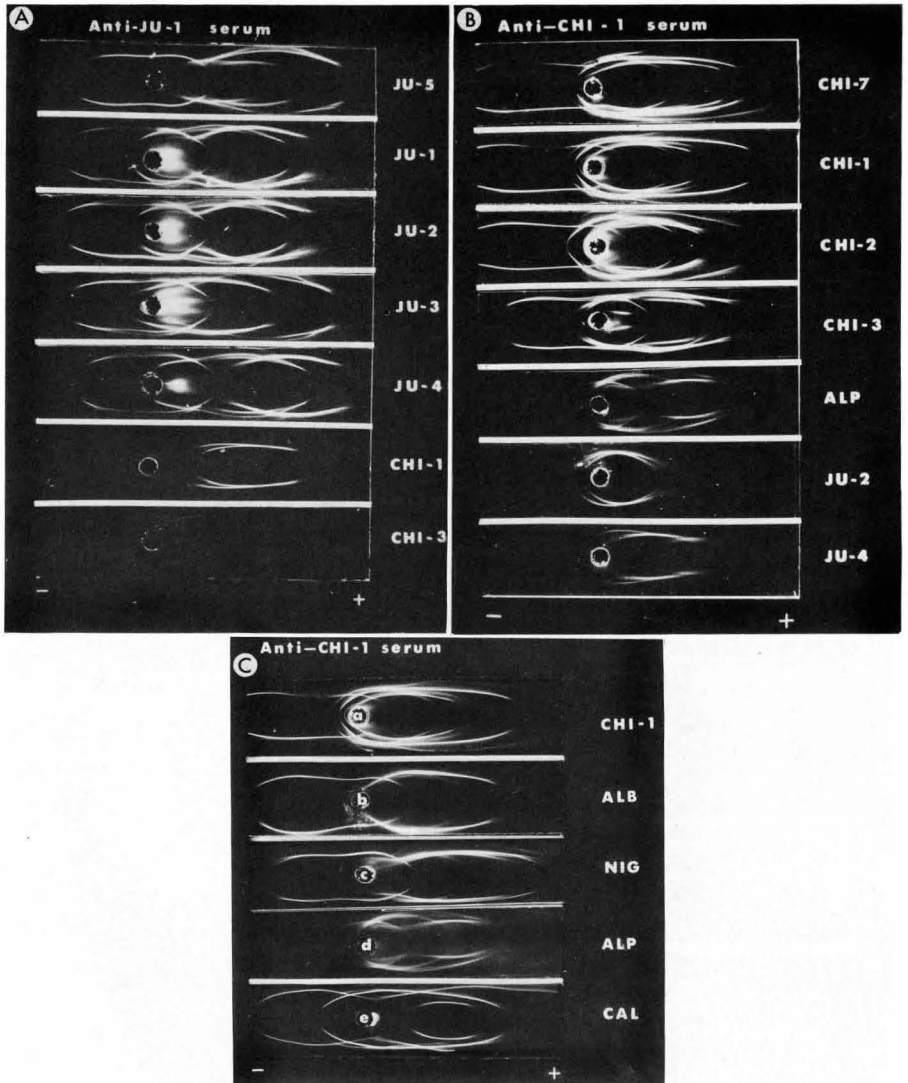 A
Anti-JU-1 serum
JU-5
JU-1
JU-2
JU-3
JU-4
CHI-1
CHI-3
- +
B
Anti-CHI-1 serum
CHI-7
CHI-1
CHI-2
CHI-3
ALP
JU-2
JU-4
- +
C
Anti-CHI-1 serum
a CHI-1
b ALB
c NIG
d ALP
e CAL
- +